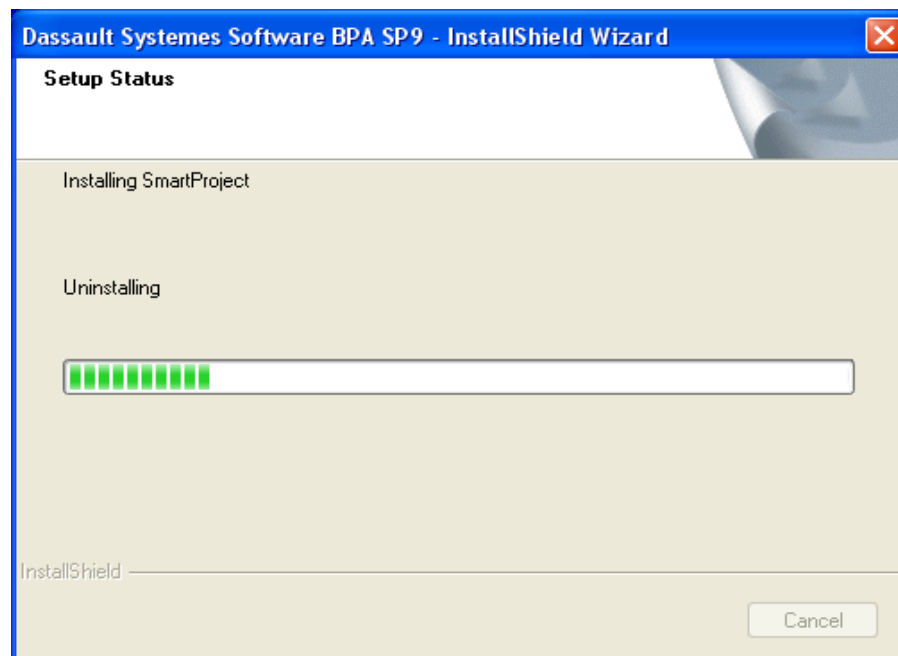 Dassault Systemes Software BPA SP9 - InstallShield Wizard
Setup Status
Installing SmartProject
Uninstalling
InstallShield
Cancel